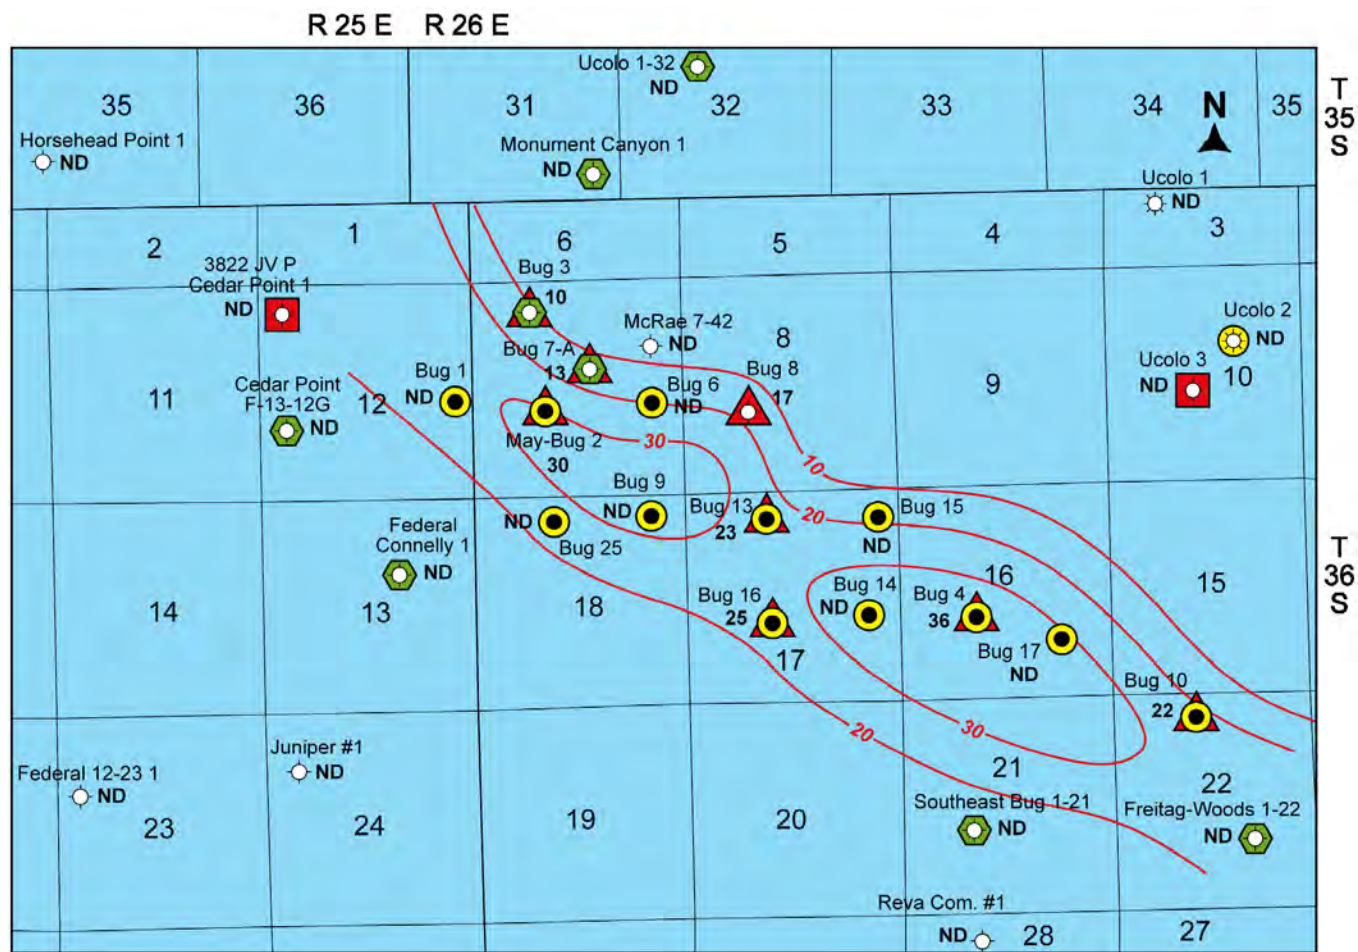 R 25 E R 26 E
Ucolo 1-32
ND
35
36
31
32
33
34
35
N
T
35
S
Horsehead Point 1
ND
Monument Canyon 1
ND
Ucolo 1
ND
2
1
6
5
4
3
3822 JV P
Cedar Point 1
ND
Bug 3
10
McRae 7-42
ND
8
Ucolo 2
ND
Bug 7-A
13
Bug 8
17
Ucolo 3
ND
10
Bug 1
ND
Bug 6
ND
11
Cedar Point
F-13-12G
ND
12
9
May-Bug 2
30
30
10
Bug 9
ND
Bug 13
23
20
Bug 15
ND
ND
Bug 25
Federal
Connelly 1
ND
T
36
S
14
13
18
Bug 16
25
17
Bug 14
ND
16
Bug 4
36
Bug 17
ND
15
Bug 10
22
20
30
21
22
Juniper #1
ND
Federal 12-23 1
ND
23
24
19
20
Southeast Bug 1-21
ND
Freitag-Woods 1-22
ND
Reva Com. #1
ND
28
27